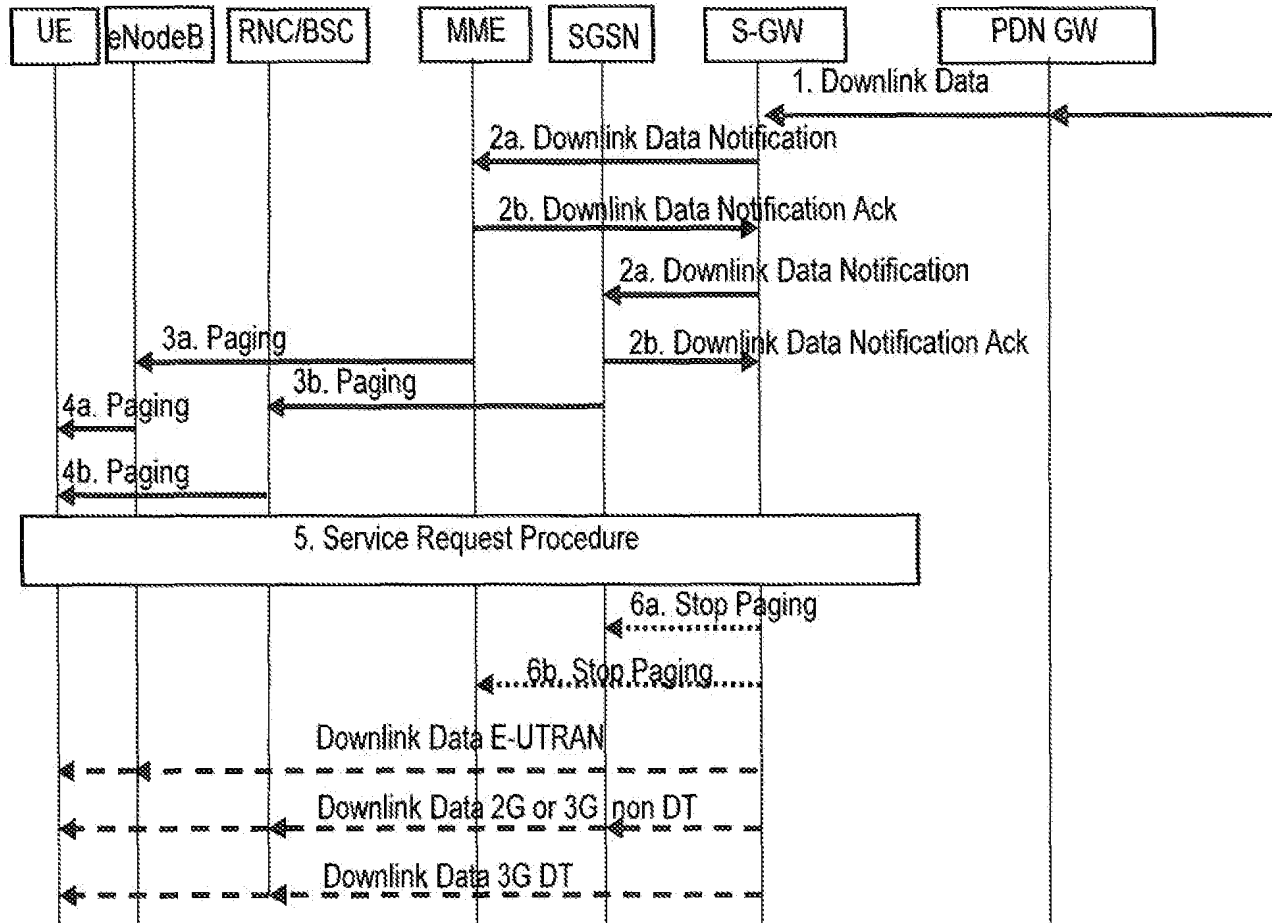 UE eNodeB RNC/BSC MME SGSN S-GW PDN GW
1. Downlink Data
2a. Downlink Data Notification
2b. Downlink Data Notification Ack
2a. Downlink Data Notification
3a. Paging
2b. Downlink Data Notification Ack
3b. Paging
4a. Paging
4b. Paging
5. Service Request Procedure
6a. Stop Paging
6b. Stop Paging
Downlink Data E-UTRAN
Downlink Data 2G or 3G non DT
Downlink Data 3G DT